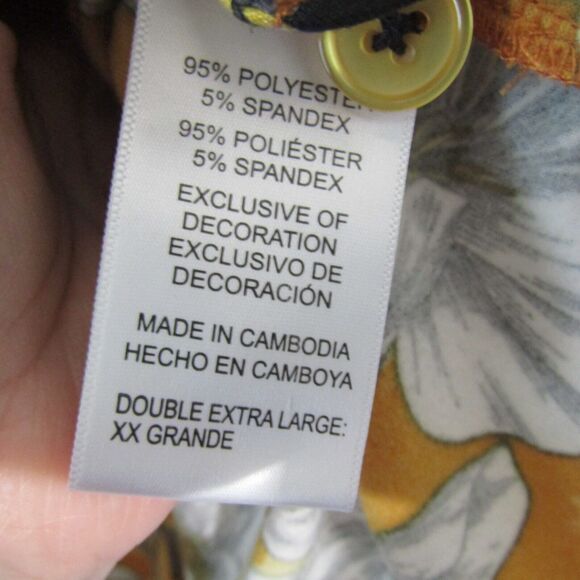 95% POLYESTER
5% SPANDEX
95% POLIÉSTER
5% SPANDEX
EXCLUSIVE OF
DECORATION
EXCLUSIVO DE
DECORACIÓN
MADE IN CAMBODIA
HECHO EN CAMBOYA
DOUBLE EXTRA LARGE:
XX GRANDE